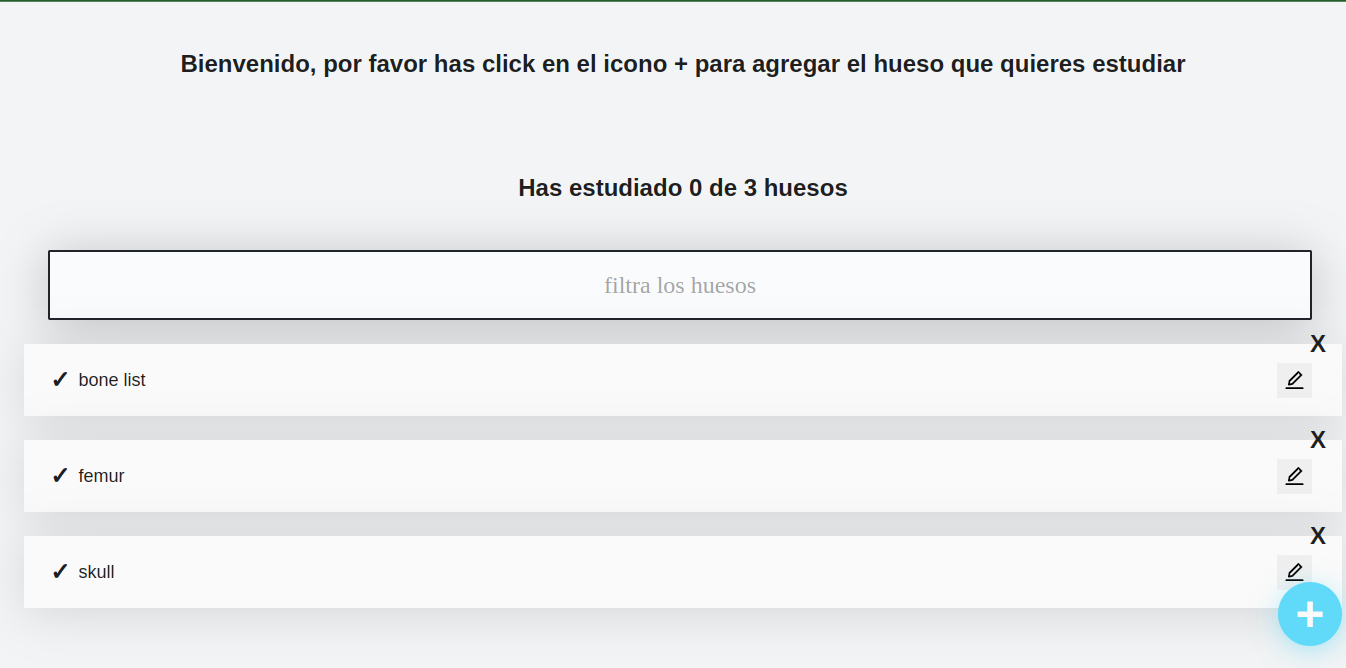 Bienvenido, por favor has click en el icono + para agregar el hueso que quieres estudiar
Has estudiado 0 de 3 huesos
filtra los huesos
X
✓ bone list
X
✓ femur
X
✓ skull
+